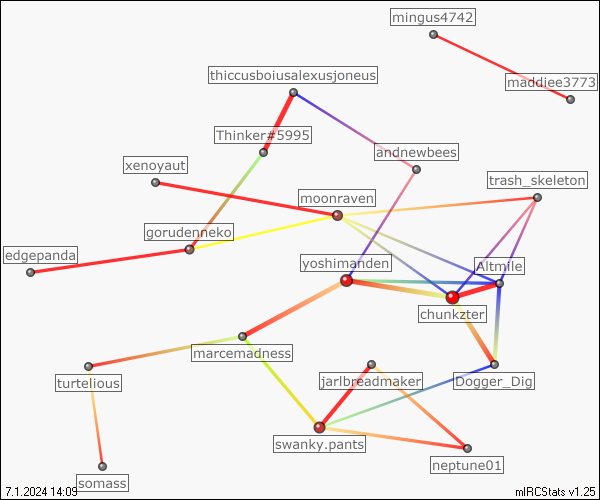 mingus4742
maddiee3773
thiccusboiusalexusjoneus
Thinker#5995
andnewbees
xenoyaut
trash_skeleton
moonraven
gorudenneko
edgepanda
yoshimanden
Altmile
chunkzter
marcemadness
turtelious
jarlbreadmaker
Dogger_Dig
swanky.pants
neptune01
somass
7.1.2024 14:09
mIRCStats v1.25